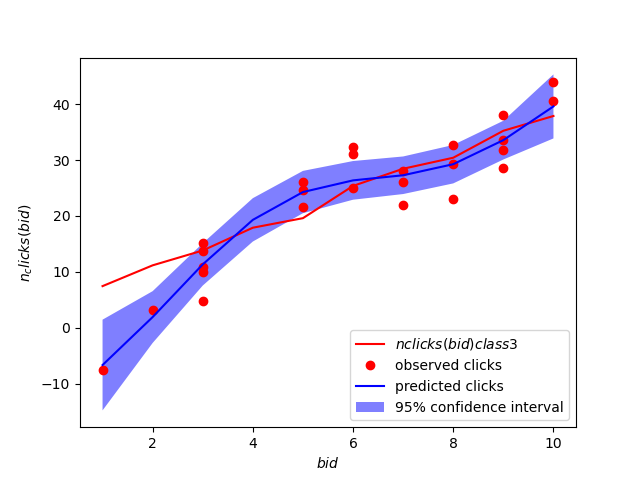 40
30
20
10
0
−10
n_clicks(bid)
nclicks(bid)class3
observed clicks
predicted clicks
95% confidence interval
2
4
6
8
10
bid